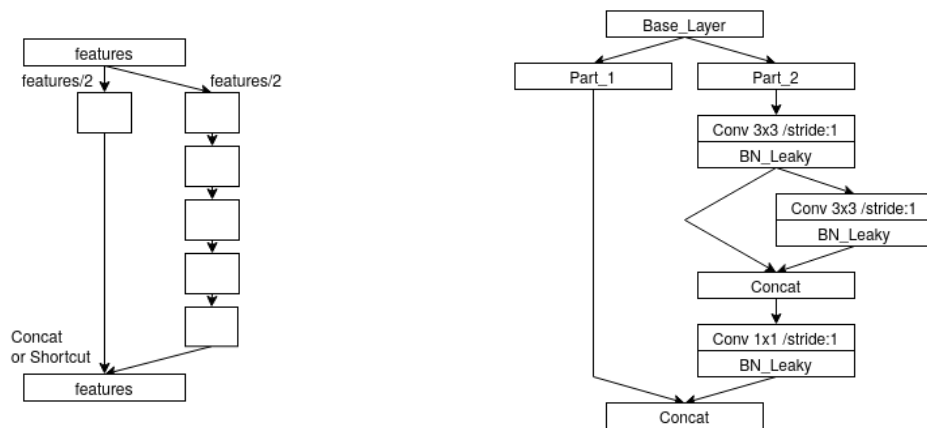 features
features/2
features/2
Concat
or Shortcut
features
Base_Layer
Part_1
Part_2
Conv 3x3 /stride:1
BN_Leaky
Conv 3x3 /stride:1
BN_Leaky
Concat
Conv 1x1 /stride:1
BN_Leaky
Concat